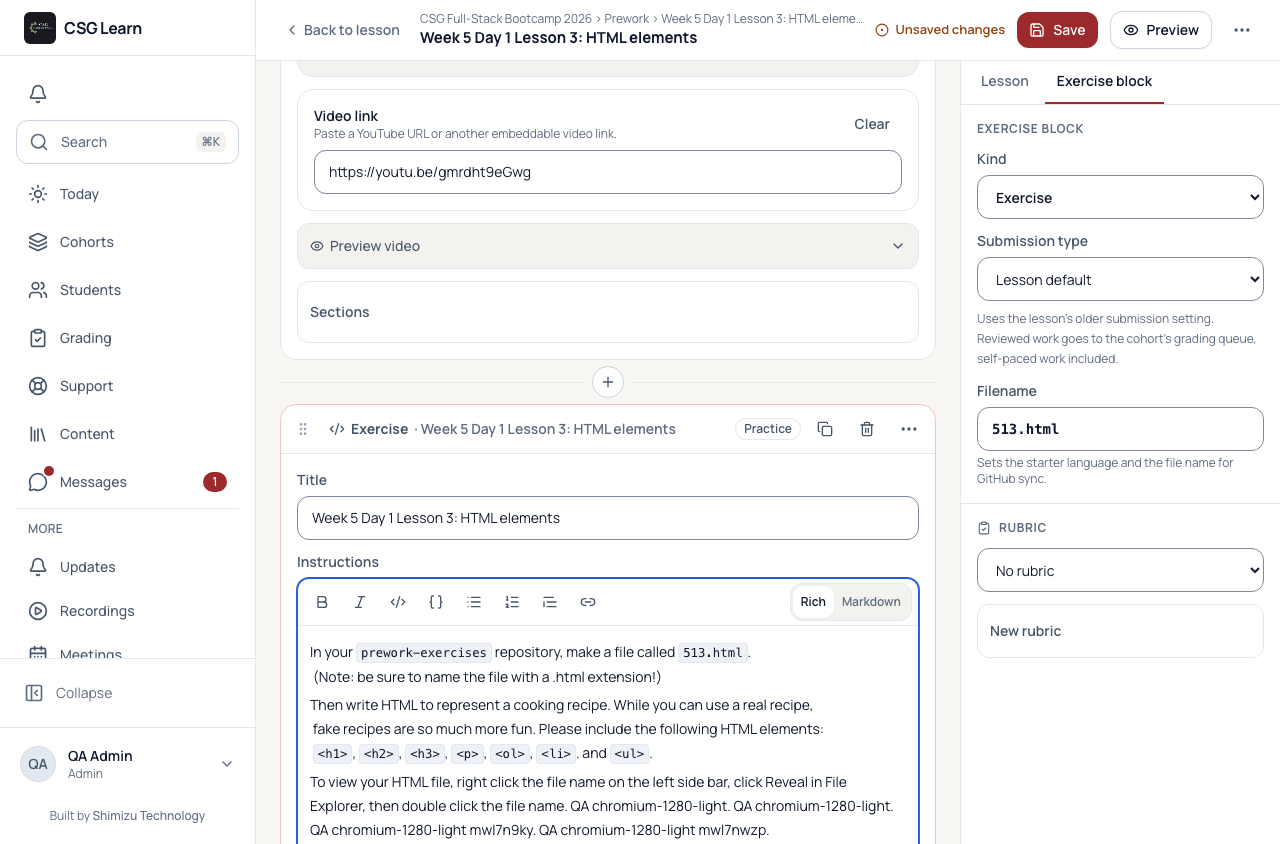 CSG Learn
Search
⌘K
Today
Cohorts
Students
Grading
Support
Content
Messages
1
MORE
Updates
Recordings
Meetings
Collapse
QA
QA Admin
Admin
Built by Shimizu Technology
Back to lesson
CSG Full-Stack Bootcamp 2026 › Prework › Week 5 Day 1 Lesson 3: HTML eleme…
Week 5 Day 1 Lesson 3: HTML elements
Unsaved changes
Save
Preview
Video link
Paste a YouTube URL or another embeddable video link.
Clear
https://youtu.be/gmrdht9eGwg
Preview video
Sections
Exercise · Week 5 Day 1 Lesson 3: HTML elements
Practice
Title
Week 5 Day 1 Lesson 3: HTML elements
Instructions
Rich
Markdown
In your prework-exercises repository, make a file called 513.html.
(Note: be sure to name the file with a .html extension!)
Then write HTML to represent a cooking recipe. While you can use a real recipe,
fake recipes are so much more fun. Please include the following HTML elements:
<h1>, <h2>, <h3>, <p>, <ol>, <li>. and <ul>.
To view your HTML file, right click the file name on the left side bar, click Reveal in File
Explorer, then double click the file name. QA chromium-1280-light. QA chromium-1280-light.
QA chromium-1280-light mwl7n9ky. QA chromium-1280-light mwl7nwzp.
Lesson
Exercise block
EXERCISE BLOCK
Kind
Exercise
Submission type
Lesson default
Uses the lesson's older submission setting.
Reviewed work goes to the cohort's grading queue,
self-paced work included.
Filename
513.html
Sets the starter language and the file name for
GitHub sync.
RUBRIC
No rubric
New rubric